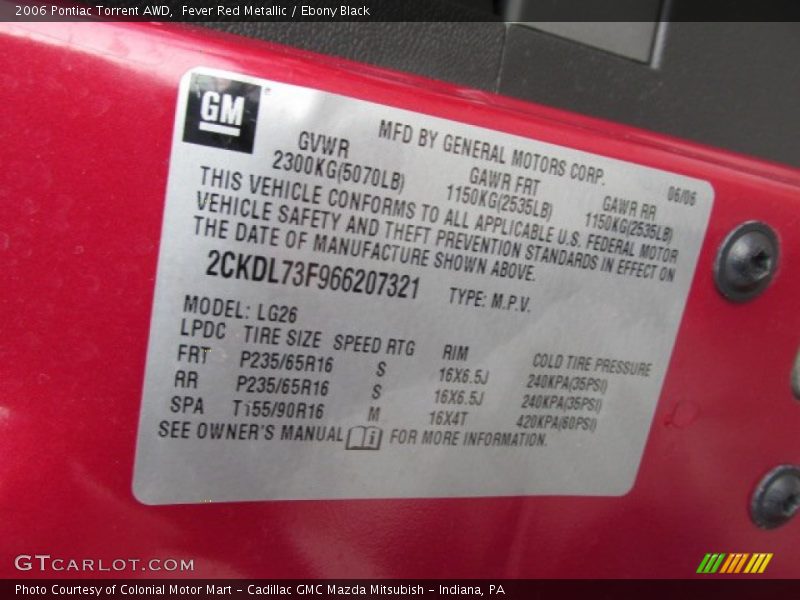 2006 Pontiac Torrent AWD,  Fever Red Metallic / Ebony Black
GM
MFD BY GENERAL MOTORS CORP.
06/06
GVWR GAWR FRT GAWR RR
2300KG(5070LB) 1150KG(2535LB) 1150KG(2535LB)
THIS VEHICLE CONFORMS TO ALL APPLICABLE U.S. FEDERAL MOTOR
VEHICLE SAFETY AND THEFT PREVENTION STANDARDS IN EFFECT ON
THE DATE OF MANUFACTURE SHOWN ABOVE.
2CKDL73F966207321 TYPE: M.P.V.
MODEL: LG26
LPDC TIRE SIZE SPEED RTG RIM COLD TIRE PRESSURE
FRT P235/65R16 S 16X6.5J 240KPA(35PSI)
RR P235/65R16 S 16X6.5J 240KPA(35PSI)
SPA T155/90R16 M 16X4T 420KPA(60PSI)
SEE OWNER'S MANUAL i FOR MORE INFORMATION.
GTCARLOT.COM
Photo Courtesy of Colonial Motor Mart - Cadillac GMC Mazda Mitsubish - Indiana, PA